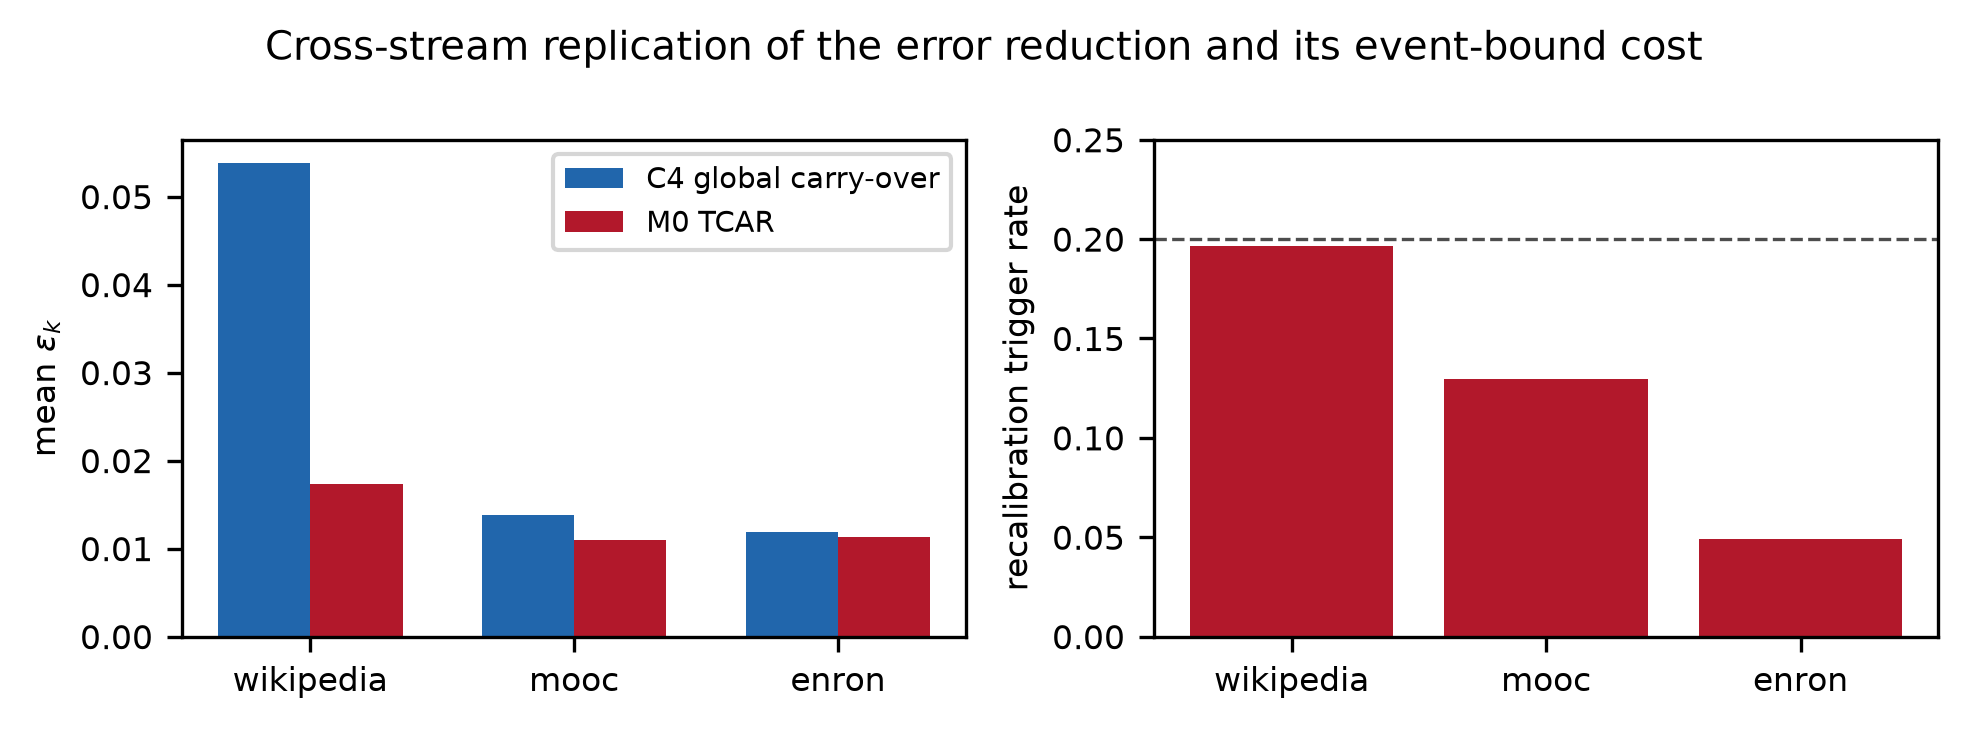 Cross-stream replication of the error reduction and its event-bound cost
mean εk
0.05
0.04
0.03
0.02
0.01
0.00
C4 global carry-over
M0 TCAR
wikipedia
mooc
enron
recalibration trigger rate
0.25
0.20
0.15
0.10
0.05
0.00
wikipedia
mooc
enron